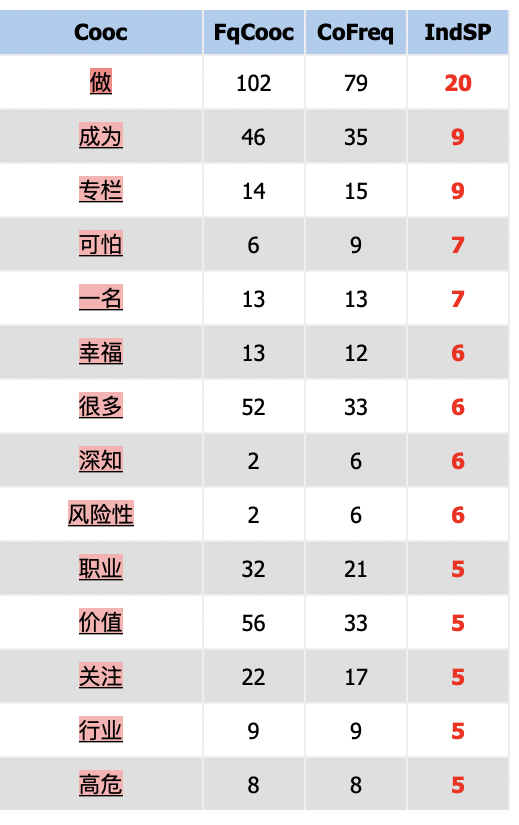 Cooc FqCooc CoFreq IndSP
做 102 79 20
成为 46 35 9
专栏 14 15 9
可怕 6 9 7
一名 13 13 7
幸福 13 12 6
很多 52 33 6
深知 2 6 6
风险性 2 6 6
职业 32 21 5
价值 56 33 5
关注 22 17 5
行业 9 9 5
高危 8 8 5